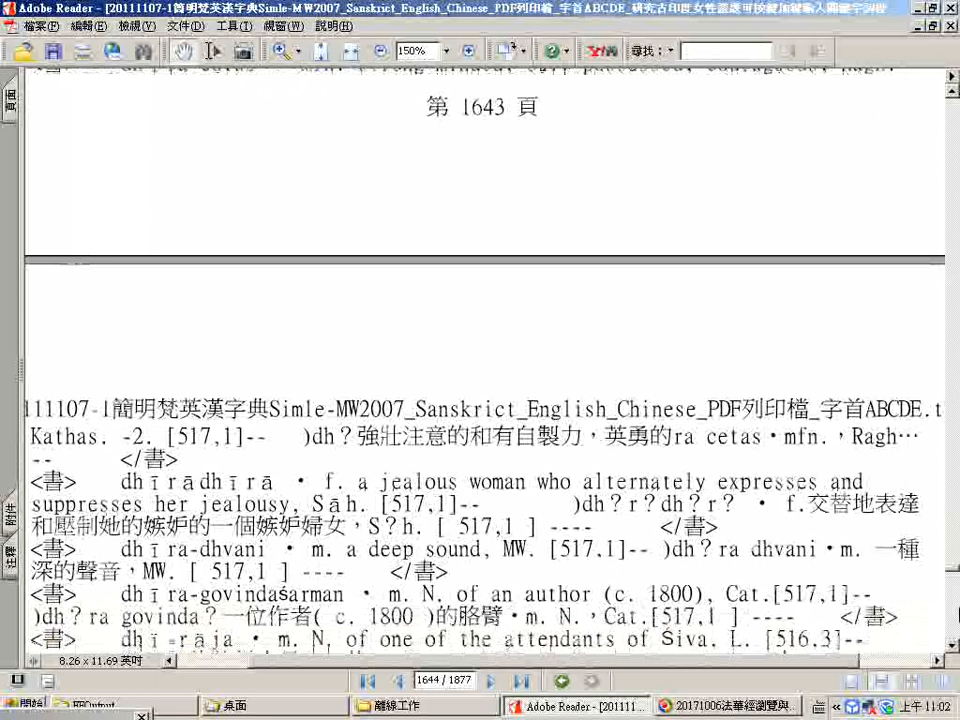 Adobe Reader - [20111107-1簡明梵英漢字典Simle-MW2007_Sanskrict_English_Chinese_PDF列印檔_字首ABCDE_研究古印度女性
檔案(F) 編輯(E) 檢視(V) 文件(D) 工具(T) 視窗(W) 說明(H)
150% 尋找:
頁面
第 1643 頁
111107-1簡明梵英漢字典Simle-MW2007_Sanskrict_English_Chinese_PDF列印檔_字首ABCDE.t
Kathas. -2. [517,1]-- )dh？強壯注意的和有自製力，英勇的ra cetas‧mfn.，Ragh…
-- </書>
<書> dhīrādhīrā ‧ f. a jealous woman who alternately expresses and
suppresses her jealousy, Sāh. [517,1]-- )dh？r？dh？r？ ‧ f.交替地表達
和壓制她的嫉妒的一個嫉妒婦女，S？h. [ 517,1 ] ---- </書>
<書> dhīra-dhvani ‧ m. a deep sound, MW. [517,1]-- )dh？ra dhvani‧m. 一種
深的聲音，MW. [ 517,1 ] ---- </書>
<書> dhīra-govindaśarman ‧ m. N. of an author (c. 1800), Cat.[517,1]--
)dh？ra govinda？一位作者( c. 1800 )的胳臂‧m. N.，Cat.[517,1 ] ---- </書>
<書> dhī-rāja ‧ m. N. of one of the attendants of Śiva, L. [516,3]--
附件
注釋
8.26 x 11.69 英吋
1644 / 1877
開始 桌面 離線工作 Adobe Reader - [201111... 20171006法華經瀏覽與... 上午 11:02